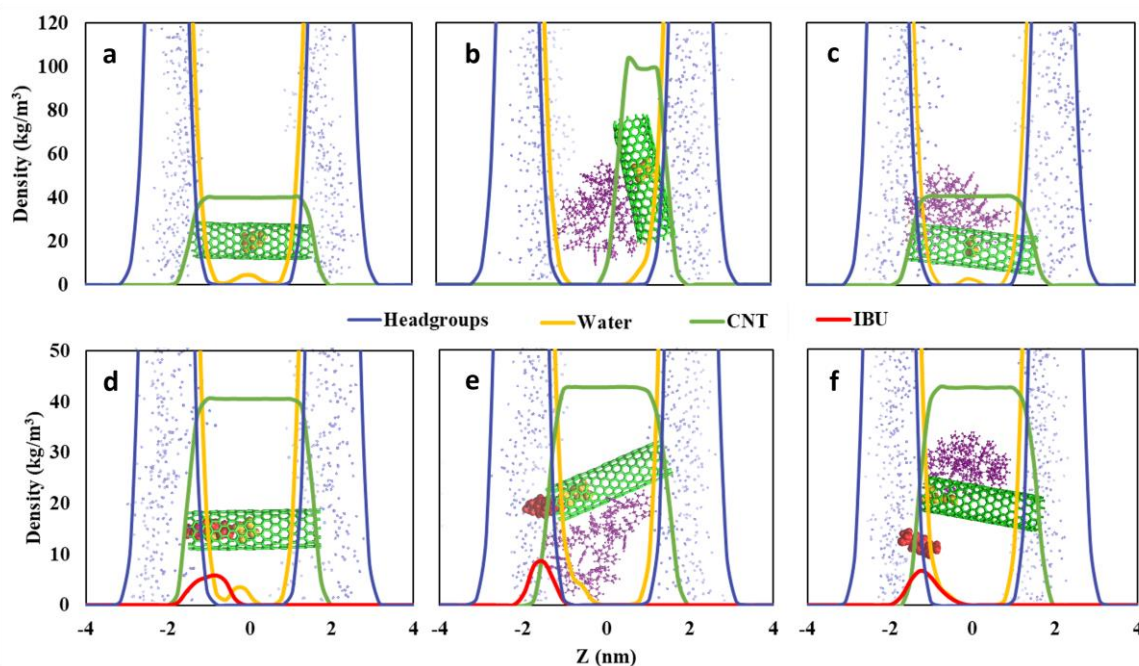 a b c
120
100
80
60
40
20
0
Density (kg/m³)
Headgroups Water CNT IBU
d e f
50
40
30
20
10
0
Density (kg/m³)
-4 -2 0 2 4 -2 0 2 4 -2 0 2 4
Z (nm)